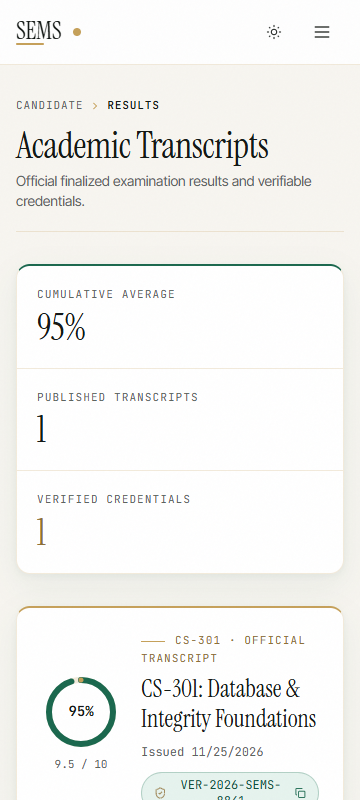 SEMS
CANDIDATE > RESULTS
Academic Transcripts
Official finalized examination results and verifiable
credentials.
CUMULATIVE AVERAGE
95%
PUBLISHED TRANSCRIPTS
1
VERIFIED CREDENTIALS
1
CS-301 · OFFICIAL
TRANSCRIPT
CS-301: Database &
Integrity Foundations
95%
9.5 / 10
Issued 11/25/2026
VER-2026-SEMS-